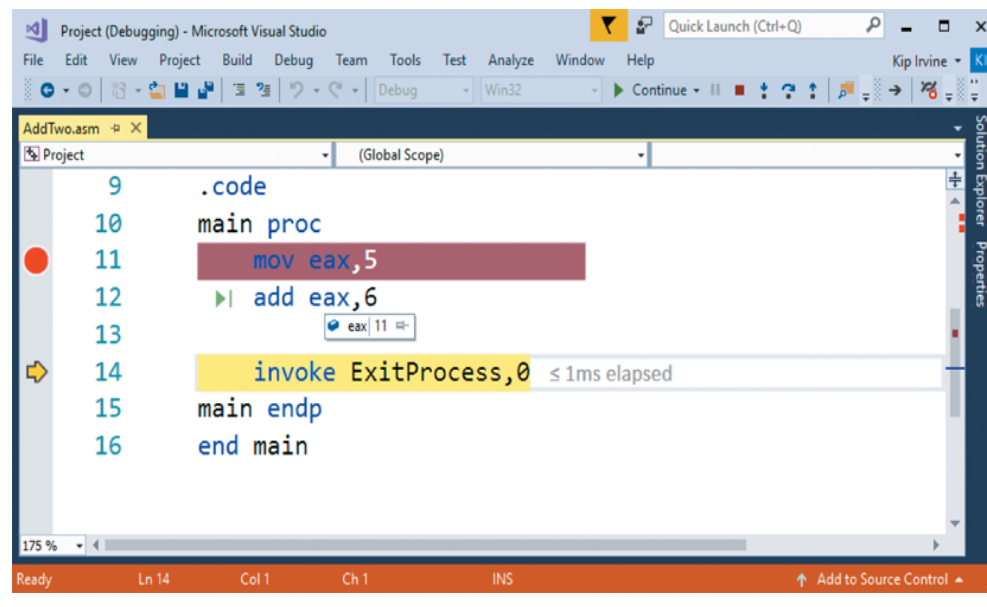 Project (Debugging) - Microsoft Visual Studio
Quick Launch (Ctrl+Q)
File Edit View Project Build Debug Team Tools Test Analyze Window Help
Kip Irvine
KI
Debug Win32 Continue
AddTwo.asm
Project (Global Scope)
9 .code
10 main proc
11 mov eax,5
12 add eax,6
eax 11
13
14 invoke ExitProcess,0 ≤ 1ms elapsed
15 main endp
16 end main
175 %
Ready Ln 14 Col 1 Ch 1 INS Add to Source Control
Solution Explorer
Properties